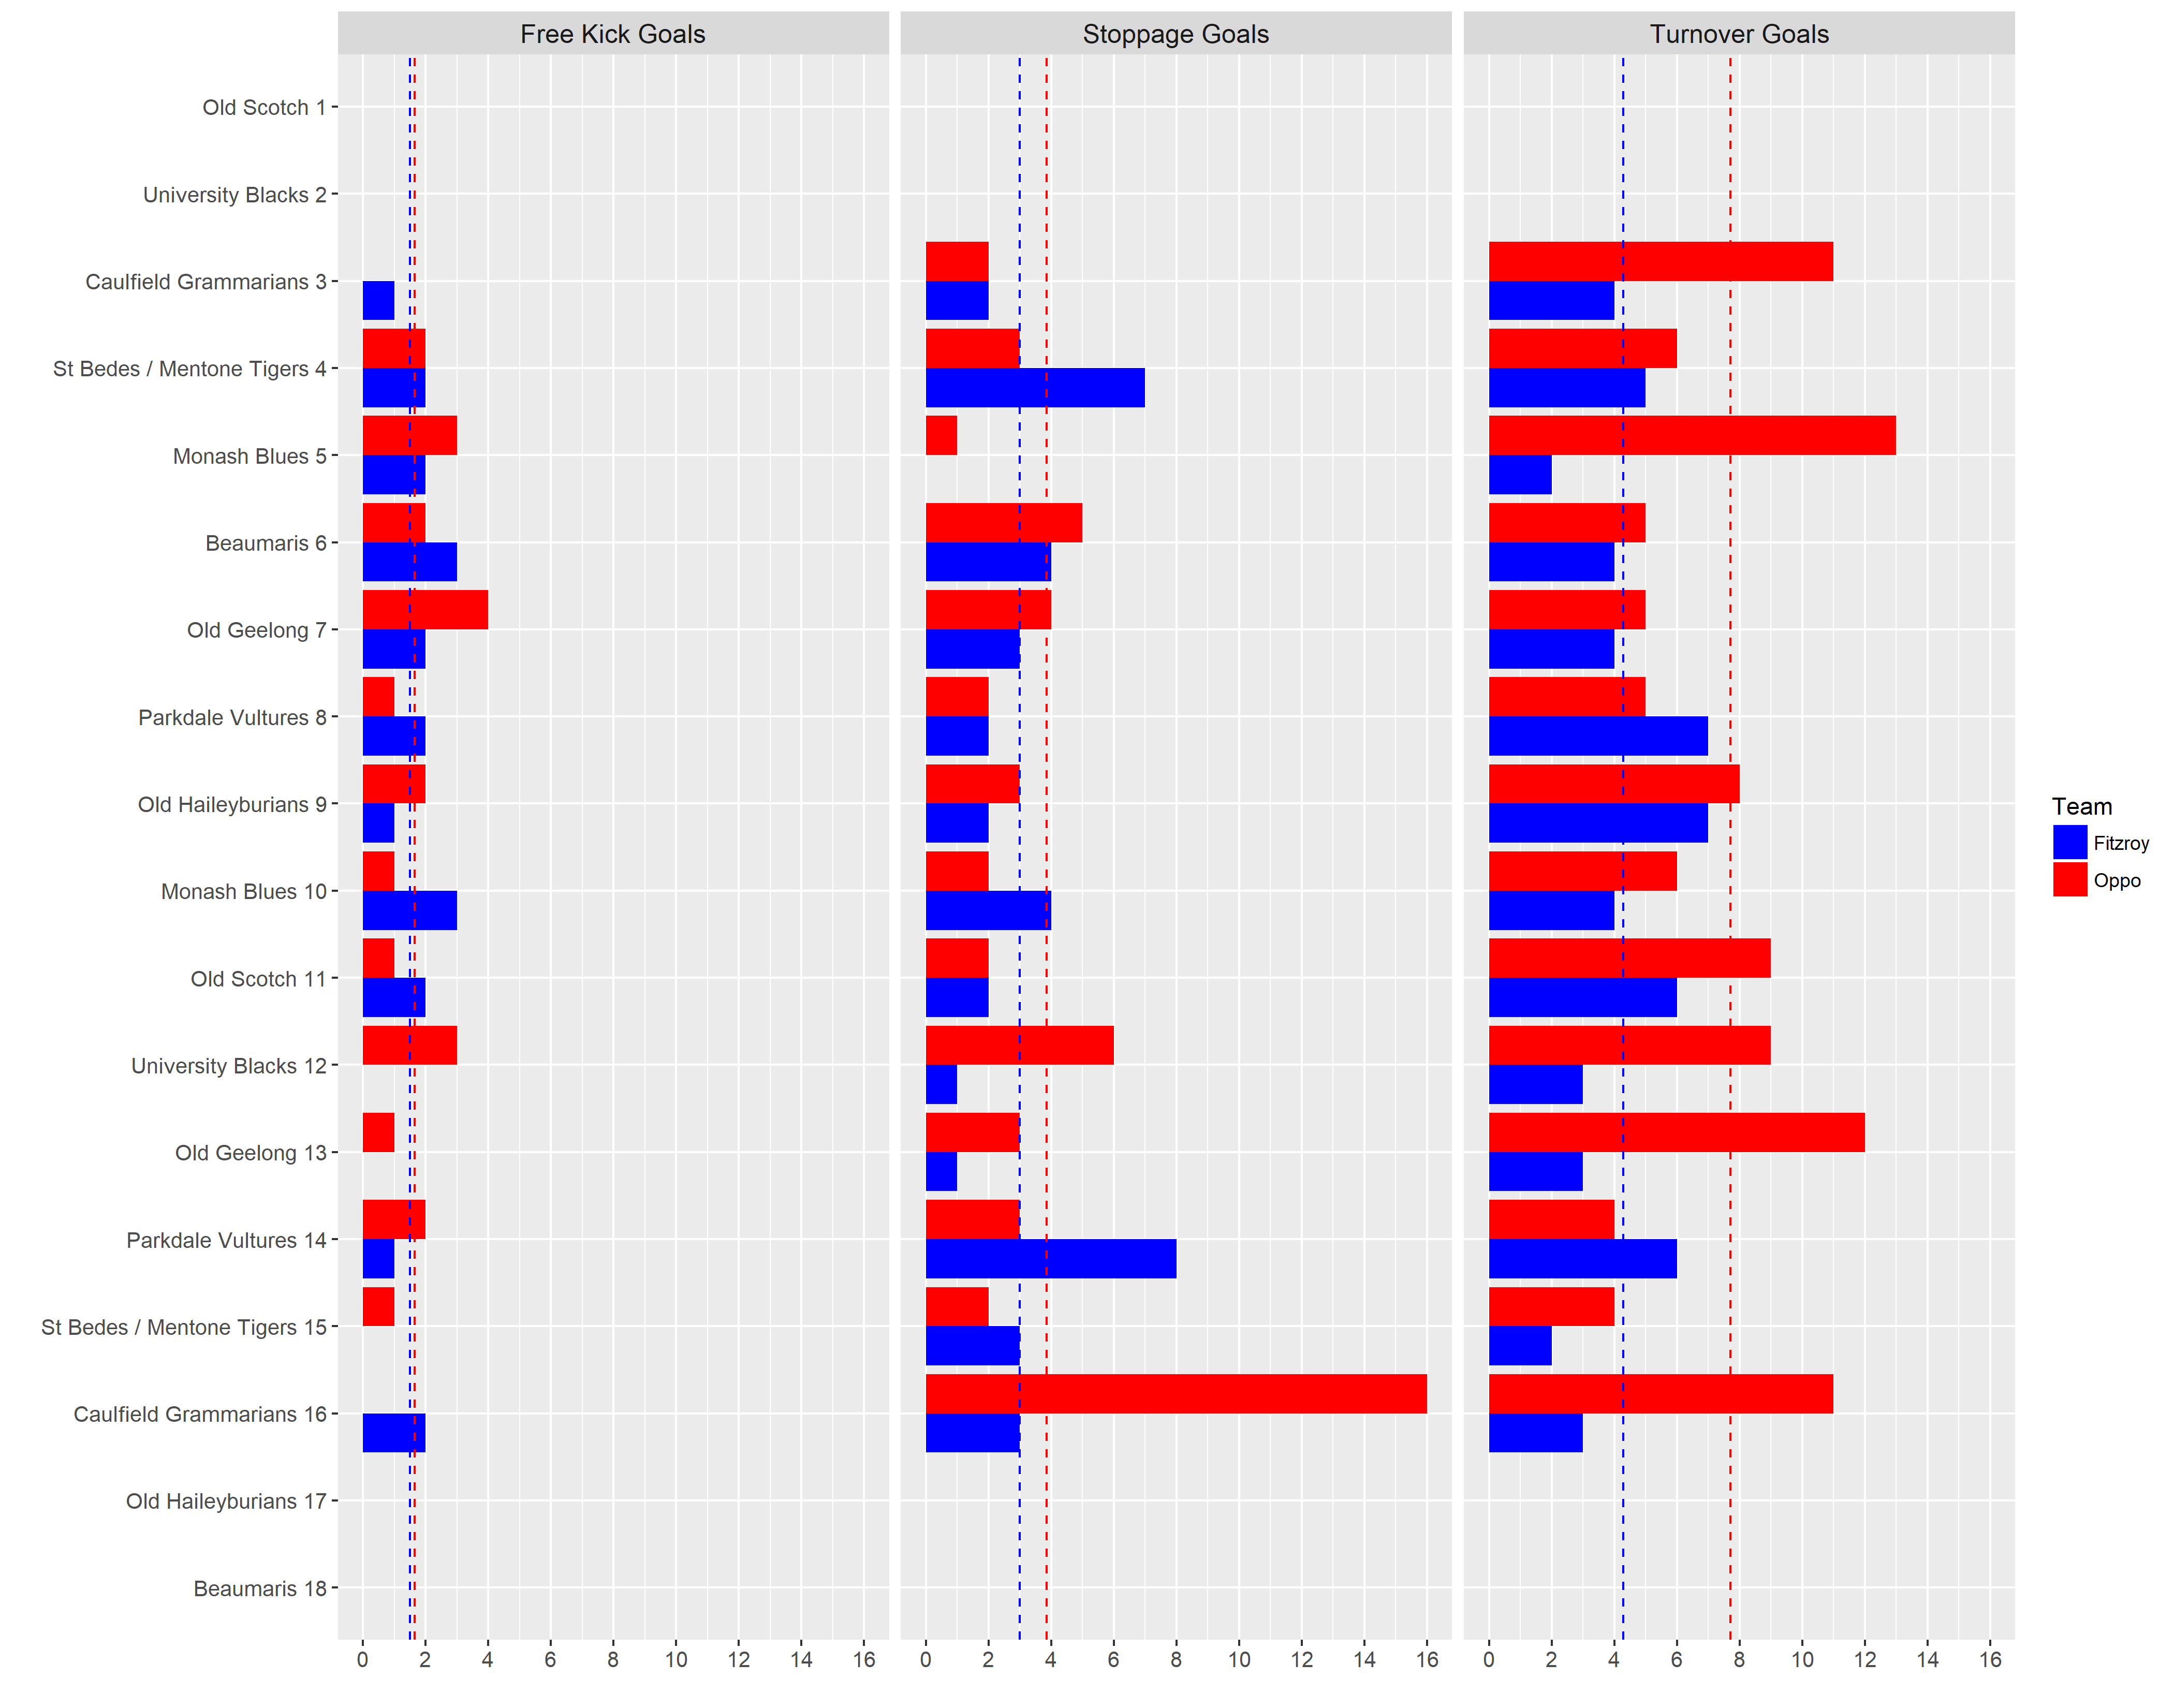 Free Kick Goals
Stoppage Goals
Turnover Goals
Old Scotch 1
University Blacks 2
Caulfield Grammarians 3
St Bedes / Mentone Tigers 4
Monash Blues 5
Beaumaris 6
Old Geelong 7
Parkdale Vultures 8
Old Haileyburians 9
Monash Blues 10
Old Scotch 11
University Blacks 12
Old Geelong 13
Parkdale Vultures 14
St Bedes / Mentone Tigers 15
Caulfield Grammarians 16
Old Haileyburians 17
Beaumaris 18
0 2 4 6 8 10 12 14 16
0 2 4 6 8 10 12 14 16
0 2 4 6 8 10 12 14 16
Team
Fitzroy
Oppo